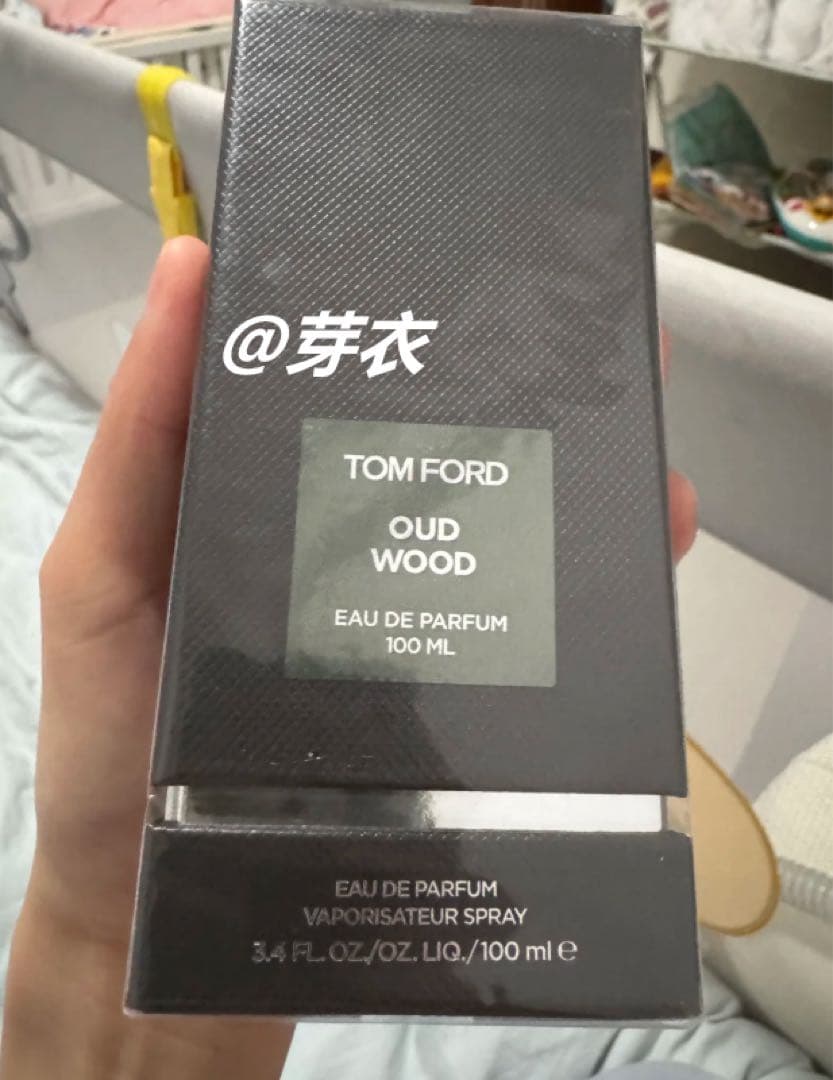 @芽衣
TOM FORD
OUD
WOOD
EAU DE PARFUM
100 ML
EAU DE PARFUM
VAPORISATEUR SPRAY
3.4 FL. OZ./OZ. LIQ./100 ml ℮